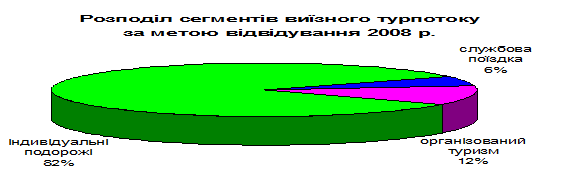 Розподіл сегментів виїзного турпотоку
за метою відвідування 2008 р.
службова
поїздка
6%
індивідуальні
подорожі
82%
організований
туризм
12%